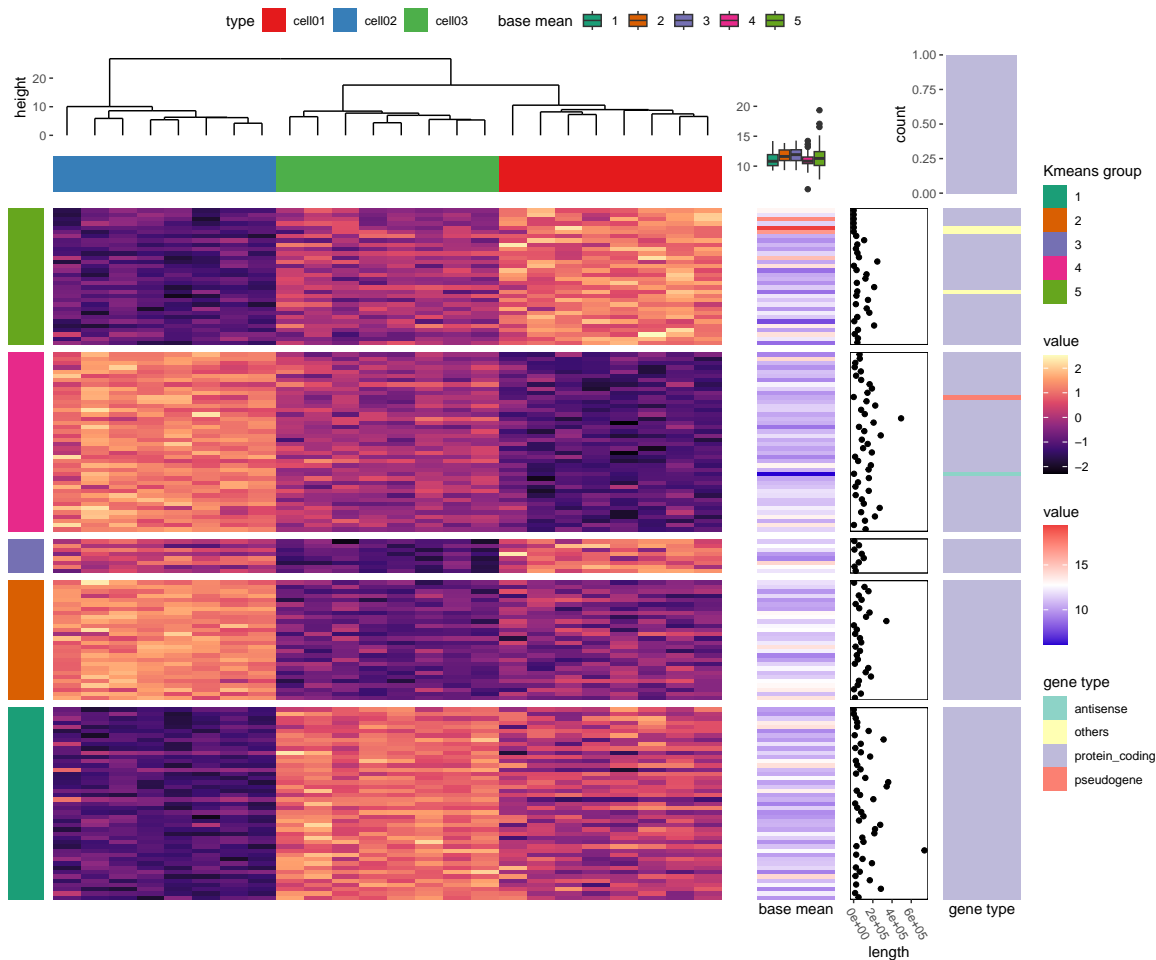 type cell01 cell02 cell03 base mean 1 2 3 4 5
height
20
10
0
20
15
10
count
1.00
0.75
0.50
0.25
0.00
Kmeans group
1
2
3
4
5
value
2
1
0
−1
−2
value
15
10
gene type
antisense
others
protein_coding
pseudogene
base mean
0e+00
2e+05
4e+05
6e+05
length
gene type